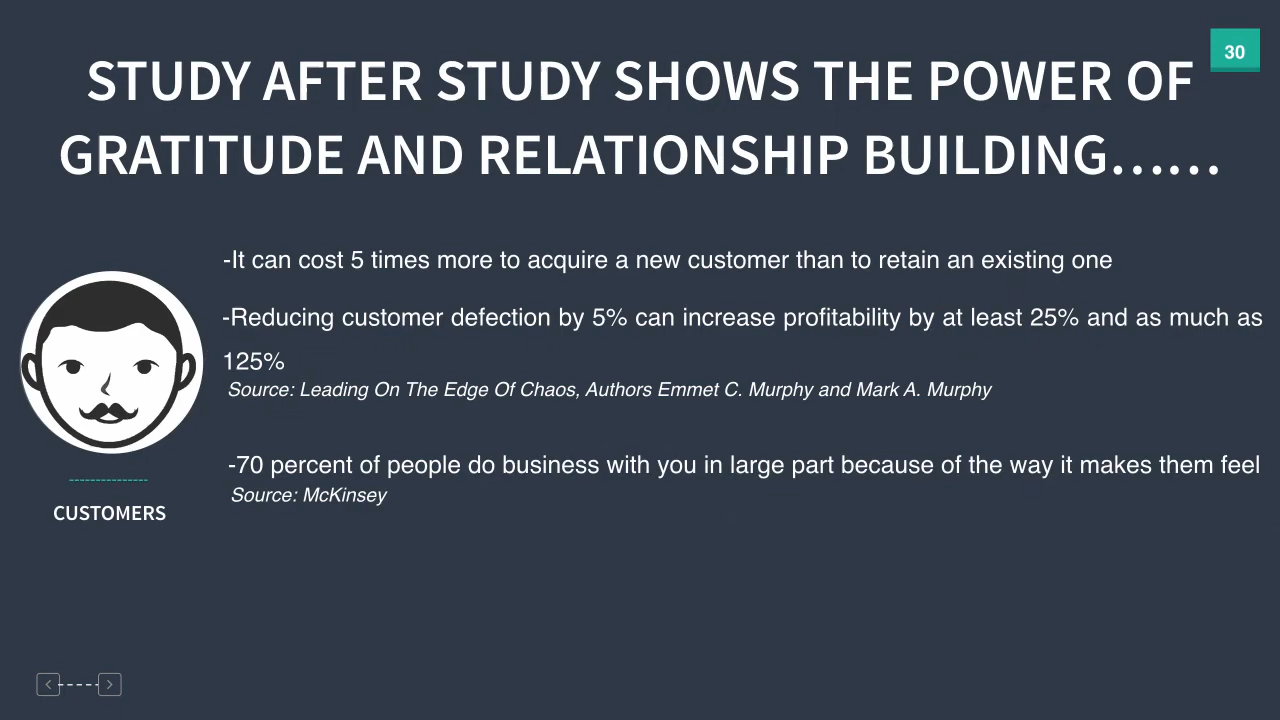 30
STUDY AFTER STUDY SHOWS THE POWER OF
GRATITUDE AND RELATIONSHIP BUILDING……
-It can cost 5 times more to acquire a new customer than to retain an existing one
-Reducing customer defection by 5% can increase profitability by at least 25% and as much as
125%
Source: Leading On The Edge Of Chaos, Authors Emmet C. Murphy and Mark A. Murphy
-70 percent of people do business with you in large part because of the way it makes them feel
Source: McKinsey
CUSTOMERS